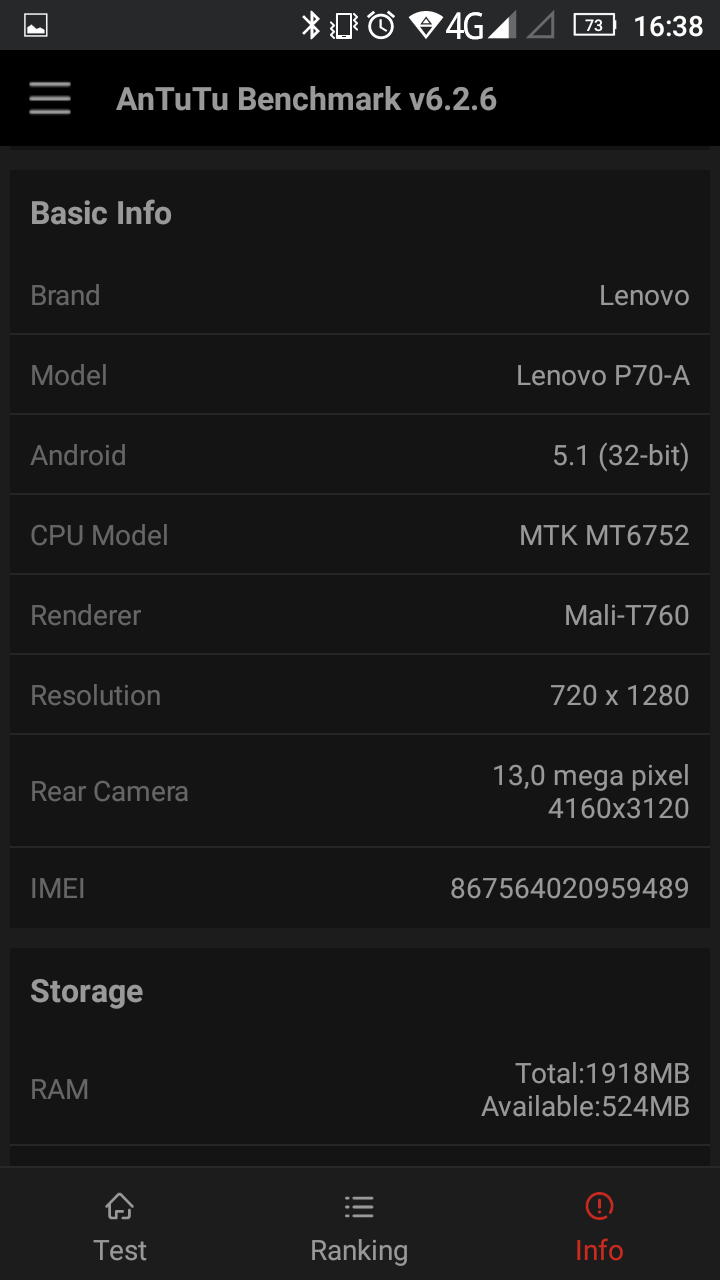 4G 73 16:38
AnTuTu Benchmark v6.2.6
Basic Info
Brand Lenovo
Model Lenovo P70-A
Android 5.1 (32-bit)
CPU Model MTK MT6752
Renderer Mali-T760
Resolution 720 x 1280
Rear Camera 13,0 mega pixel
4160x3120
IMEI 867564020959489
Storage
RAM Total:1918MB
Available:524MB
Test Ranking Info